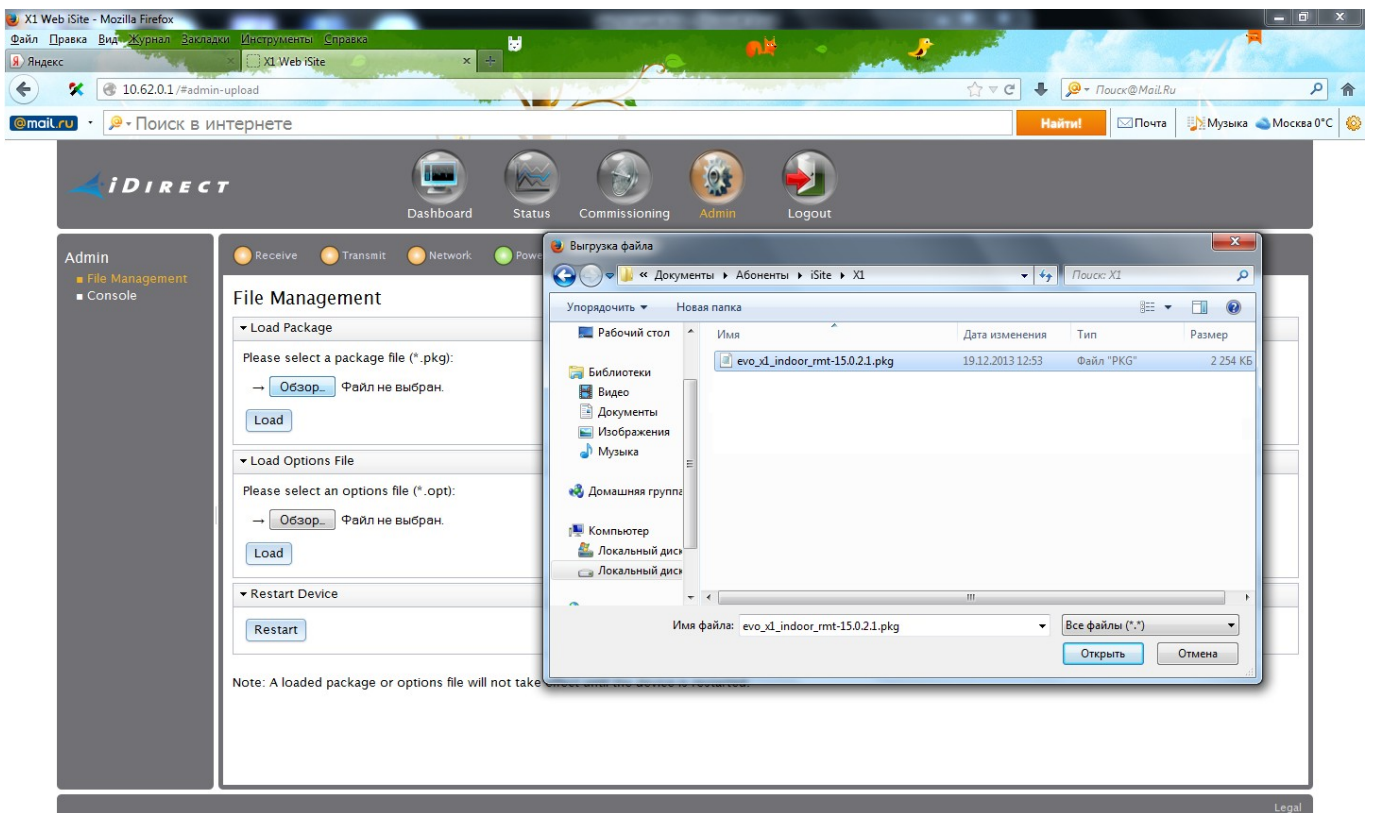 X1 Web iSite - Mozilla Firefox
Файл Правка Вид Журнал Закладки Инструменты Справка
Яндекс X1 Web iSite
10.62.0.1/#admin-upload Поиск@Mail.Ru
@mail.ru Поиск в интернете Найти! Почта Музыка Москва 0°C
iDIRECT
Dashboard Status Commissioning Admin Logout
Admin
File Management
Console
Receive Transmit Network Powe
File Management
Load Package
Please select a package file (*.pkg):
→ Обзор... Файл не выбран.
Load
Load Options File
Please select an options file (*.opt):
→ Обзор... Файл не выбран.
Load
Restart Device
Restart
Note: A loaded package or options file will not take effect until the device is restarted.
Выгрузка файла
« Документы Абоненты iSite X1 Поиск: X1
Упорядочить Новая папка
Рабочий стол
Библиотеки
Видео
Документы
Изображения
Музыка
Домашняя группа
Компьютер
Локальный диск
Локальный диск
Имя Дата изменения Тип Размер
evo_x1_indoor_rmt-15.0.2.1.pkg 19.12.2013 12:53 Файл "PKG" 2 254 КБ
Имя файла: evo_x1_indoor_rmt-15.0.2.1.pkg Все файлы (*.*)
Открыть Отмена
Legal